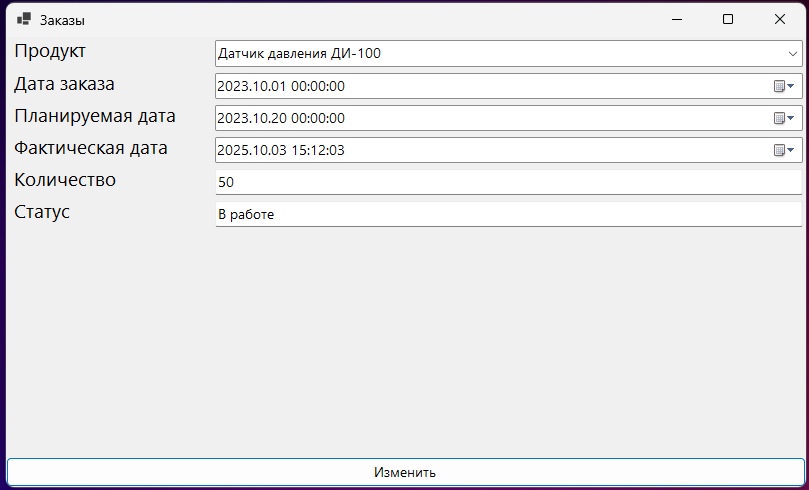 Заказы
Продукт Датчик давления ДИ-100
Дата заказа 2023.10.01 00:00:00
Планируемая дата 2023.10.20 00:00:00
Фактическая дата 2025.10.03 15:12:03
Количество 50
Статус В работе
Изменить